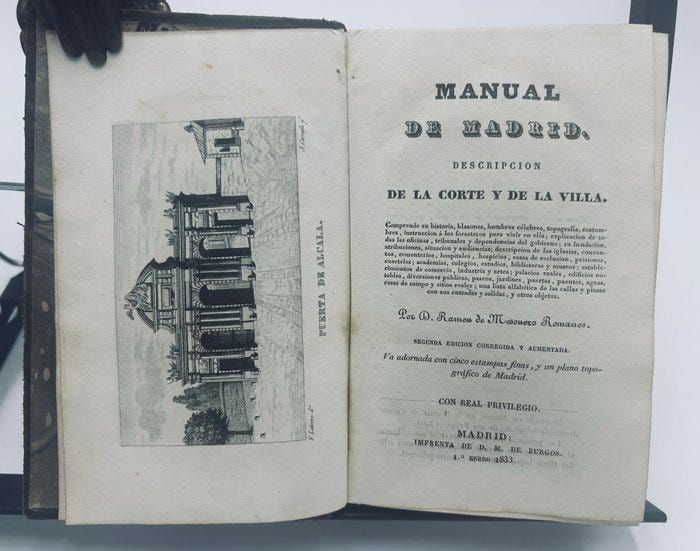 PUERTA DE ALCALA.
MANUAL
DE MADRID.
DESCRIPCION
DE LA CORTE Y DE LA VILLA.
Comprende su historia, blasones, hombres célebres, topografía, costum-
bres, instruccion á los forasteros para vivir en ella; esplicacion de to-
das las oficinas, tribunales y dependencias del gobierno; su fundacion,
atribuciones, situacion y audiencias; descripcion de las iglesias, conven-
tos, cementerios, hospitales, hospicios, casas de reclusion, prisiones,
cuarteles; academias, colegios, estudios, bibliotecas y museos; estable-
cimientos de comercio, industria y artes; palacios reales, edificios no-
tables, diversiones públicas, paseos, jardines, puertas, puentes, aguas,
casas de campo y sitios reales; una lista alfabética de las calles y plazas
con sus entradas y salidas, y otros objetos.
Por D. Ramon de Mesonero Romanos.
SEGUNDA EDICION CORREGIDA Y AUMENTADA.
Va adornada con cinco estampas finas, y un plano topo-
gráfico de Madrid.
CON REAL PRIVILEGIO.
MADRID:
IMPRENTA DE D. M. DE BURGOS.
1.º ENERO 1833.